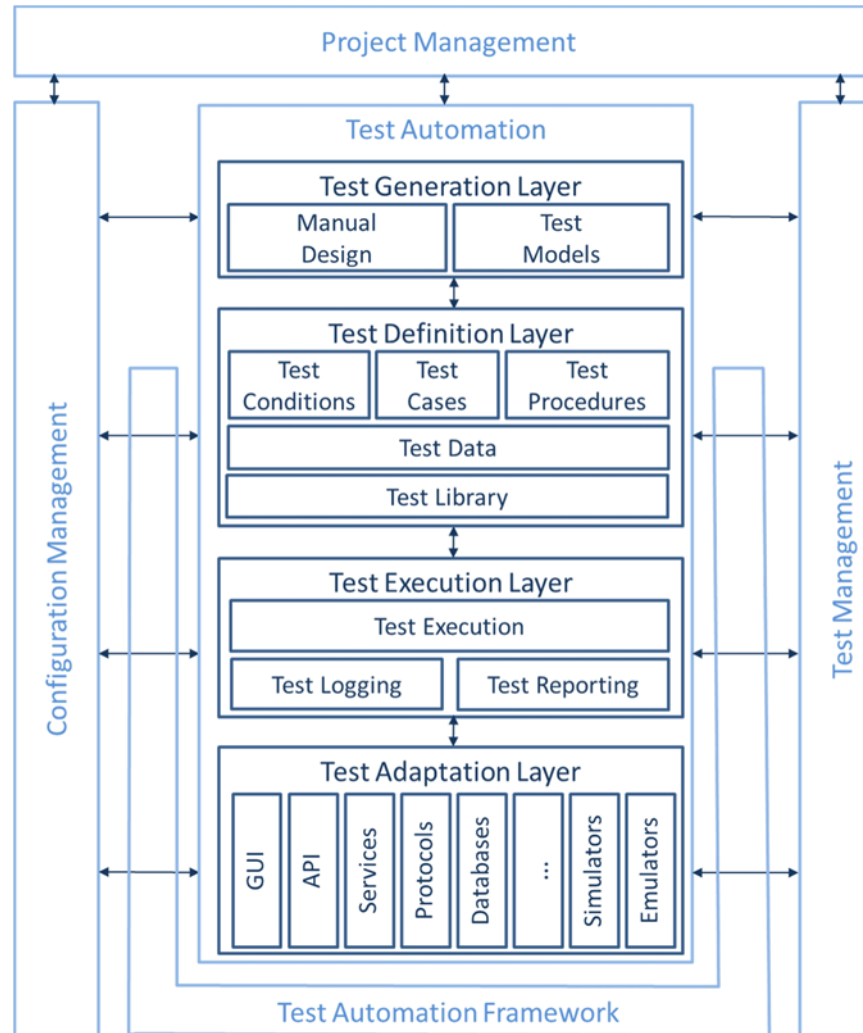 Project Management
Test Automation
Test Generation Layer
Manual
Design
Test
Models
Test Definition Layer
Test
Conditions
Test
Cases
Test
Procedures
Test Data
Test Library
Test Execution Layer
Test Execution
Test Logging
Test Reporting
Test Adaptation Layer
GUI
API
Services
Protocols
Databases
...
Simulators
Emulators
Configuration Management
Test Management
Test Automation Framework